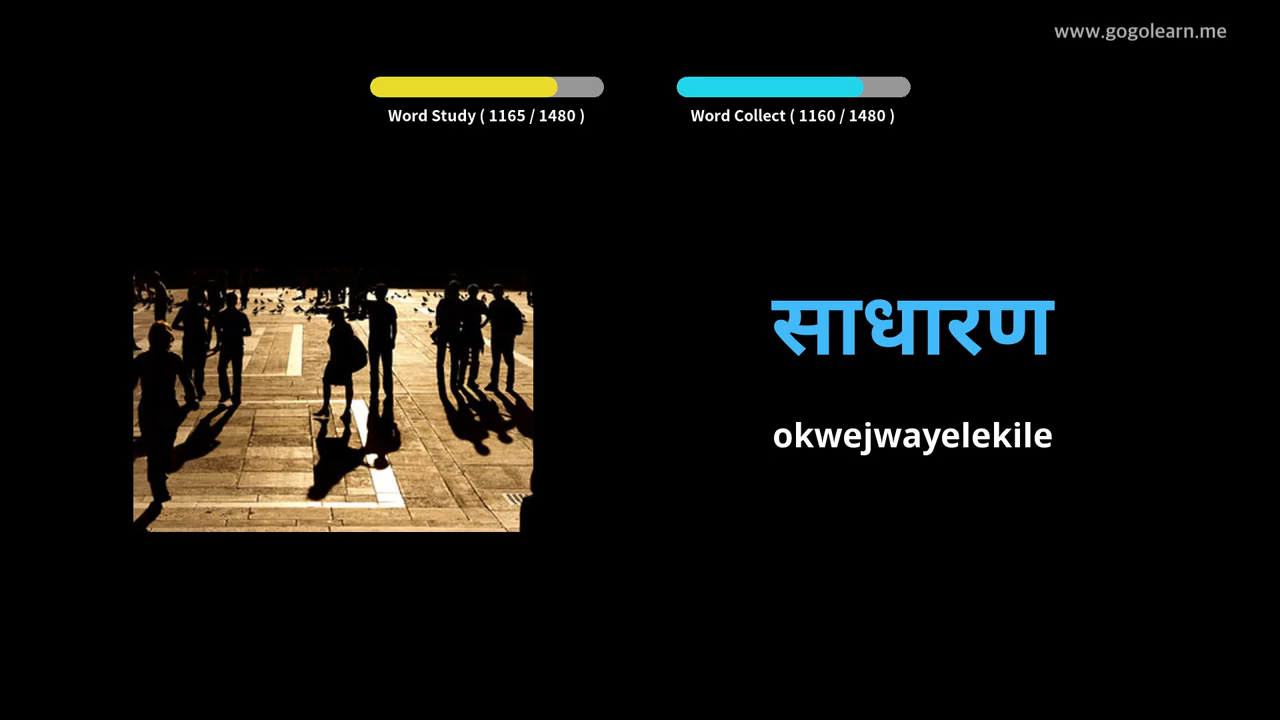 www.gogolearn.me
Word Study ( 1165 / 1480 )
Word Collect ( 1160 / 1480 )
साधारण
okwejwayelekile